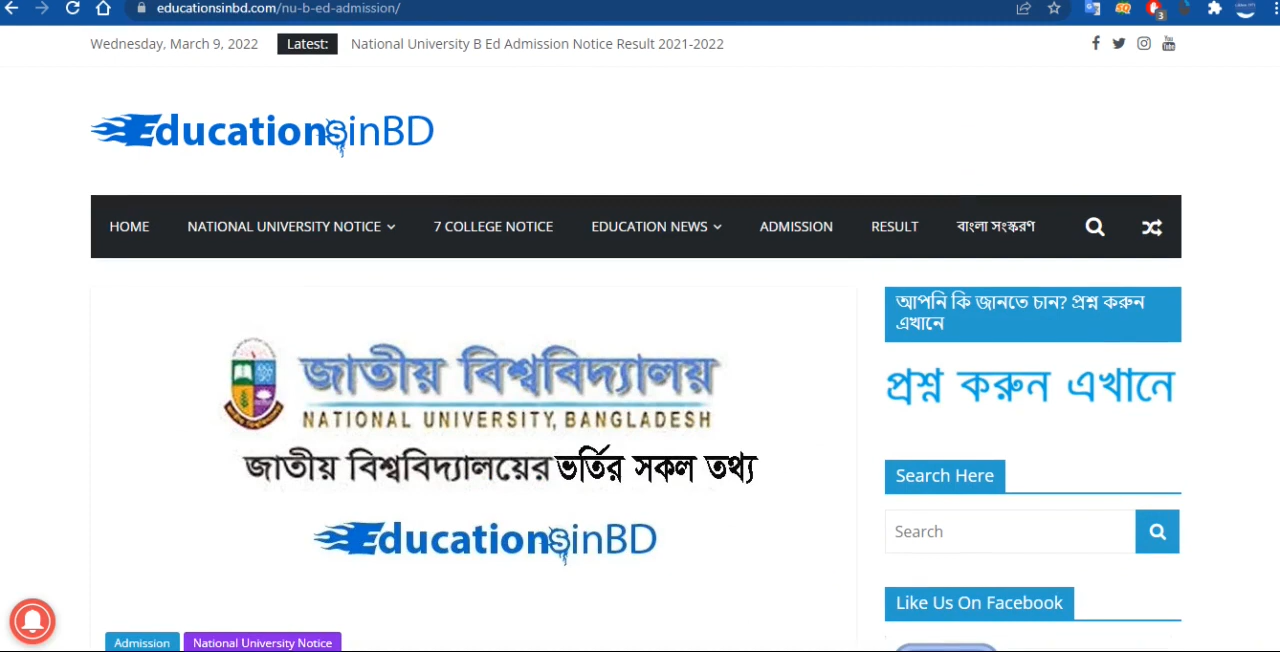 educationsinbd.com/nu-b-ed-admission/
3
Wednesday, March 9, 2022 Latest: National University B Ed Admission Notice Result 2021-2022
You Tube
EducationsinBD
HOME NATIONAL UNIVERSITY NOTICE 7 COLLEGE NOTICE EDUCATION NEWS ADMISSION RESULT বাংলা সংস্করণ
জাতীয় বিশ্ববিদ্যালয়
NATIONAL UNIVERSITY, BANGLADESH
জাতীয় বিশ্ববিদ্যালয়ের ভর্তির সকল তথ্য
EducationsinBD
Admission National University Notice
আপনি কি জানতে চান? প্রশ্ন করুন
এখানে
প্রশ্ন করুন এখানে
Search Here
Search
Like Us On Facebook